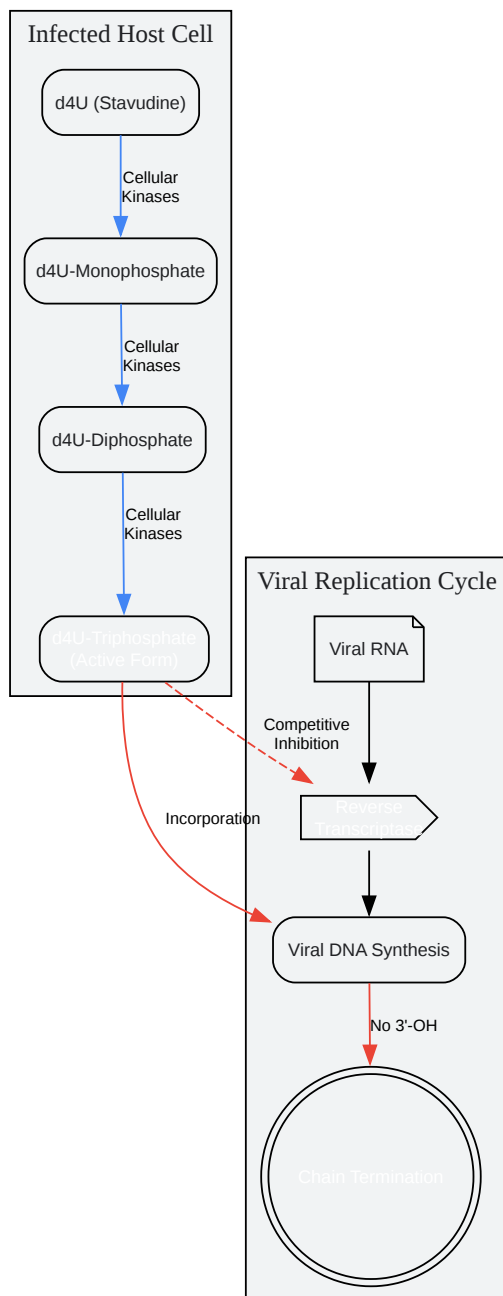 Infected Host Cell
d4U (Stavudine)
Cellular
Kinases
d4U-Monophosphate
Cellular
Kinases
d4U-Diphosphate
Cellular
Kinases
d4U-Triphosphate
(Active Form)
Viral Replication Cycle
Viral RNA
Competitive
Inhibition
Reverse
Transcriptase
Incorporation
Viral DNA Synthesis
No 3'-OH
Chain Termination